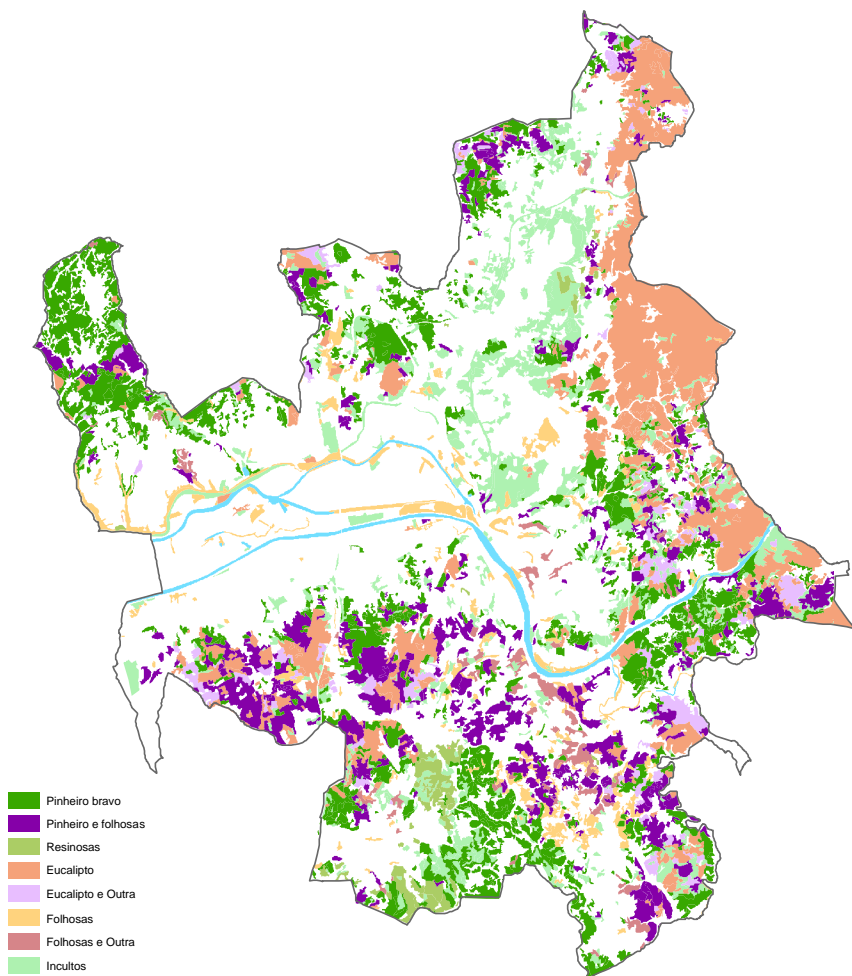 Pinheiro bravo
Pinheiro e folhosas
Resinosas
Eucalipto
Eucalipto e Outra
Folhosas
Folhosas e Outra
Incultos